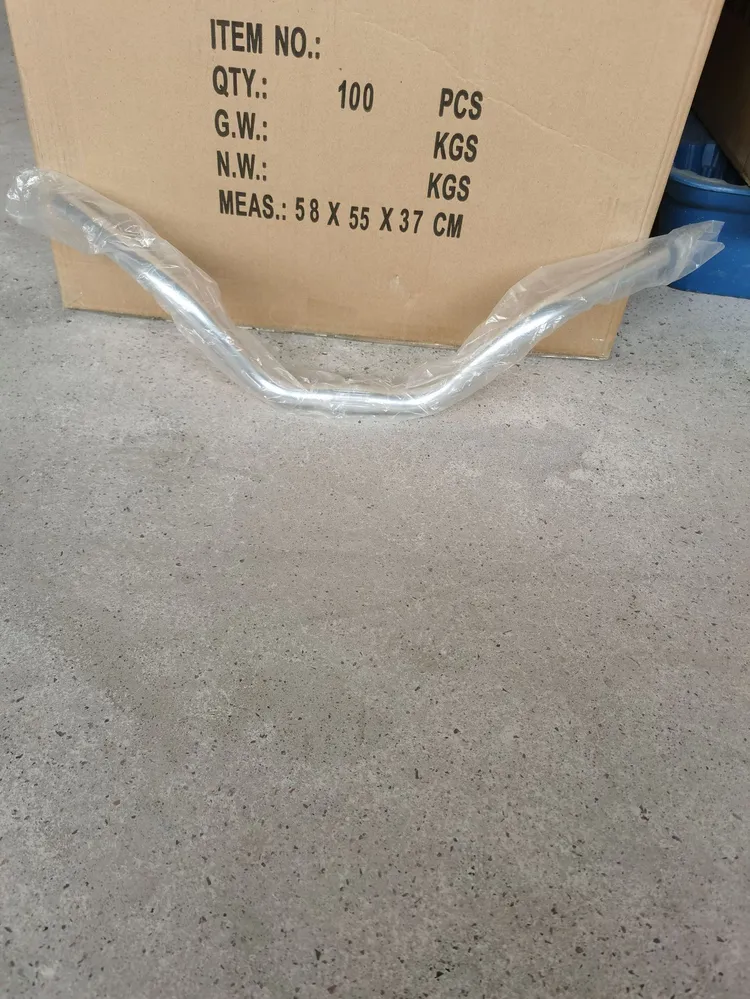 ITEM NO.:
QTY.: 100 PCS
G.W.: KGS
N.W.: KGS
MEAS.: 58 X 55 X 37 CM